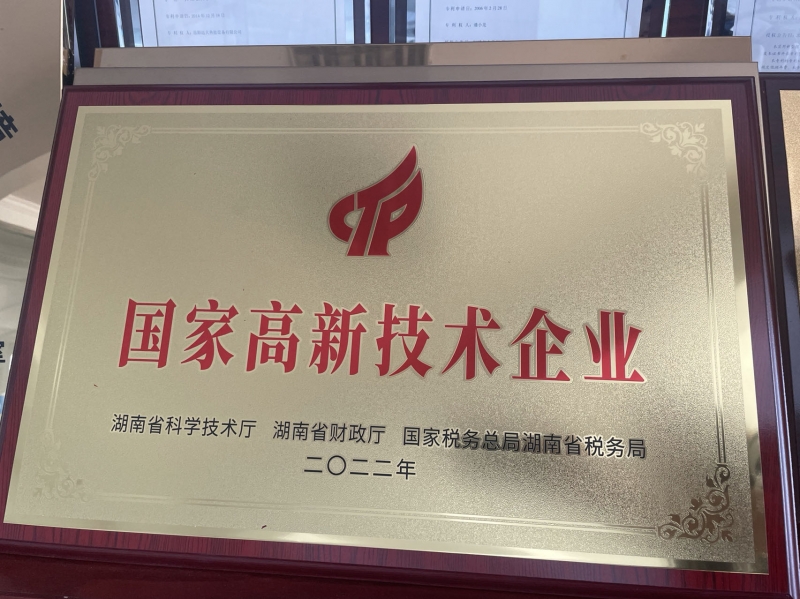 国家高新技术企业
湖南省科学技术厅 湖南省财政厅 国家税务总局湖南省税务局
二〇二二年